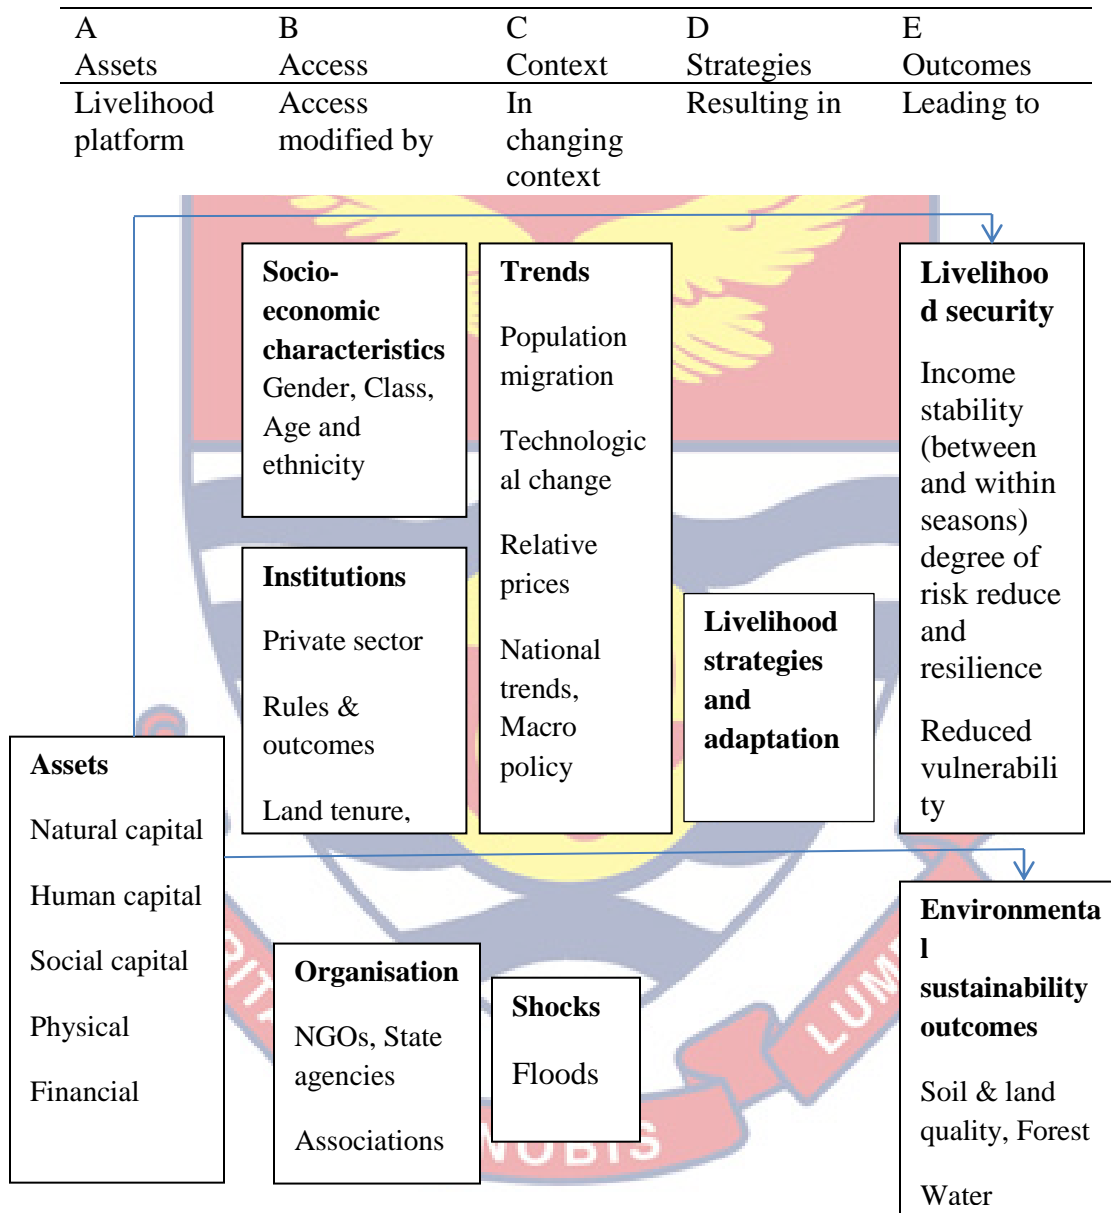 A B C D E
Assets Access Context Strategies Outcomes
Livelihood Access In Resulting in Leading to
platform modified by changing
context
Socio-
economic
characteristics
Gender, Class,
Age and
ethnicity
Institutions
Private sector
Rules &
outcomes
Land tenure,
Trends
Population
migration
Technologic
al change
Relative
prices
National
trends,
Macro
policy
Livelihood
strategies
and
adaptation
Livelihoo
d security
Income
stability
(between
and within
seasons)
degree of
risk reduce
and
resilience
Reduced
vulnerabili
ty
Assets
Natural capital
Human capital
Social capital
Physical
Financial
Organisation
NGOs, State
agencies
Associations
Shocks
Floods
Environmenta
l
sustainability
outcomes
Soil & land
quality, Forest
Water
NOBIS
LUM